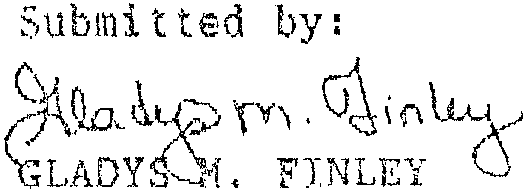 Submitted by:
Gladys M. Finley
GLADYS M. FINLEY